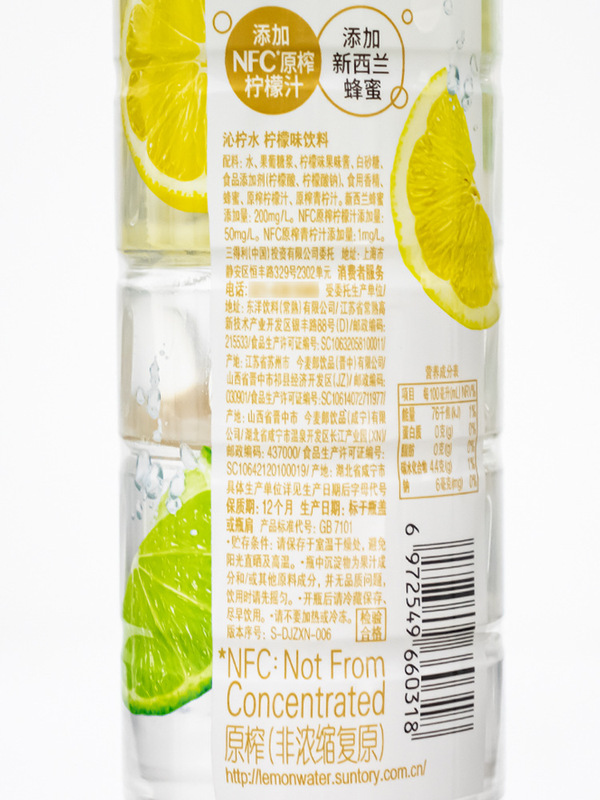 添加
NFC*原榨
柠檬汁
添加
新西兰
蜂蜜
沁柠水 柠檬味饮料
配料：水、果葡糖浆、柠檬味果味酱、白砂糖、
食品添加剂(柠檬酸、柠檬酸钠)、食用香精、
蜂蜜、原榨柠檬汁、原榨青柠汁。新西兰蜂蜜
添加量：200mg/L。NFC原榨柠檬汁添加量：
50mg/L。NFC原榨青柠汁添加量：1mg/L。
三得利(中国)投资有限公司委托 地址：上海市
静安区恒丰路329号2302单元 消费者服务
电话： 受委托生产单位/
地址：东洋饮料(常熟)有限公司/江苏省常熟高
新技术产业开发区银丰路88号(D)/邮政编码：
215533/食品生产许可证编号：SC10632058100011/
产地：江苏省苏州市 今麦郎饮品(晋中)有限公司/
山西省晋中市祁县经济开发区(JZ)/邮政编码：
030901/食品生产许可证编号：SC10614072711977/
产地：山西省晋中市 今麦郎饮品(咸宁)有限
公司/湖北省咸宁市温泉开发区长江产业园(XN)/
邮政编码：437000/食品生产许可证编号：
SC10642120100019/产地：湖北省咸宁市
具体生产单位详见生产日期后字母代号
保质期：12个月 生产日期：标于瓶盖
或瓶肩 产品标准代号：GB 7101
·贮存条件：请保存于室温干燥处，避免
阳光直晒及高温。·瓶中沉淀物为果汁成
分和/或其他原料成分，并无品质问题，
饮用时请先摇匀。·开瓶后请冷藏保存、
尽早饮用。·请不要加热或冷冻。
版本序号：S-DJZXN-006
检验
合格
营养成分表
项目 每100毫升(mL) NRV%
能量 76千焦(kJ) 1%
蛋白质 0克(g) 0%
脂肪 0克(g) 0%
碳水化合物 4.4克(g) 1%
钠 6毫克(mg) 0%
6 972549 660318
*NFC: Not From
Concentrated
原榨(非浓缩复原)
http://lemonwater.suntory.com.cn/